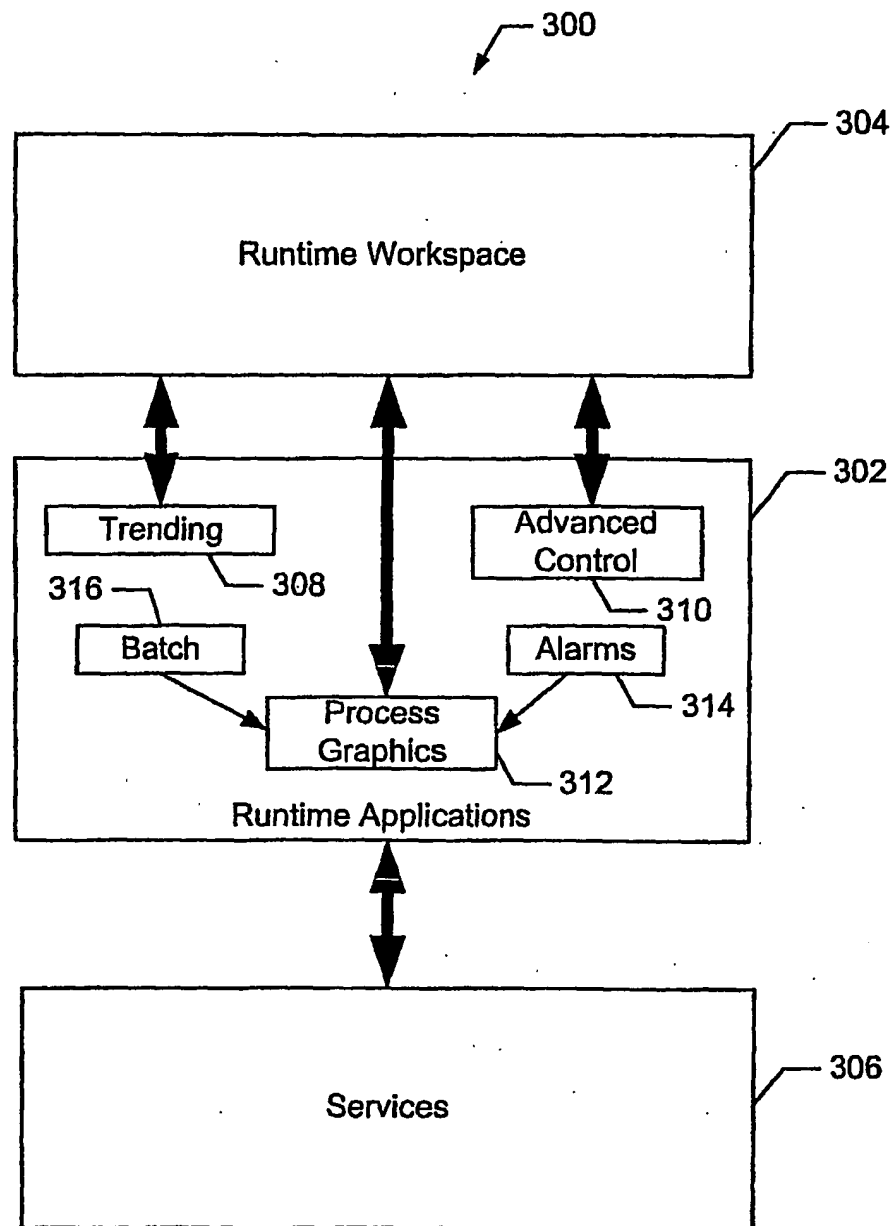 300
304
Runtime Workspace
302
Trending
308
Advanced
Control
310
316
Batch
Alarms
314
Process
Graphics
312
Runtime Applications
306
Services